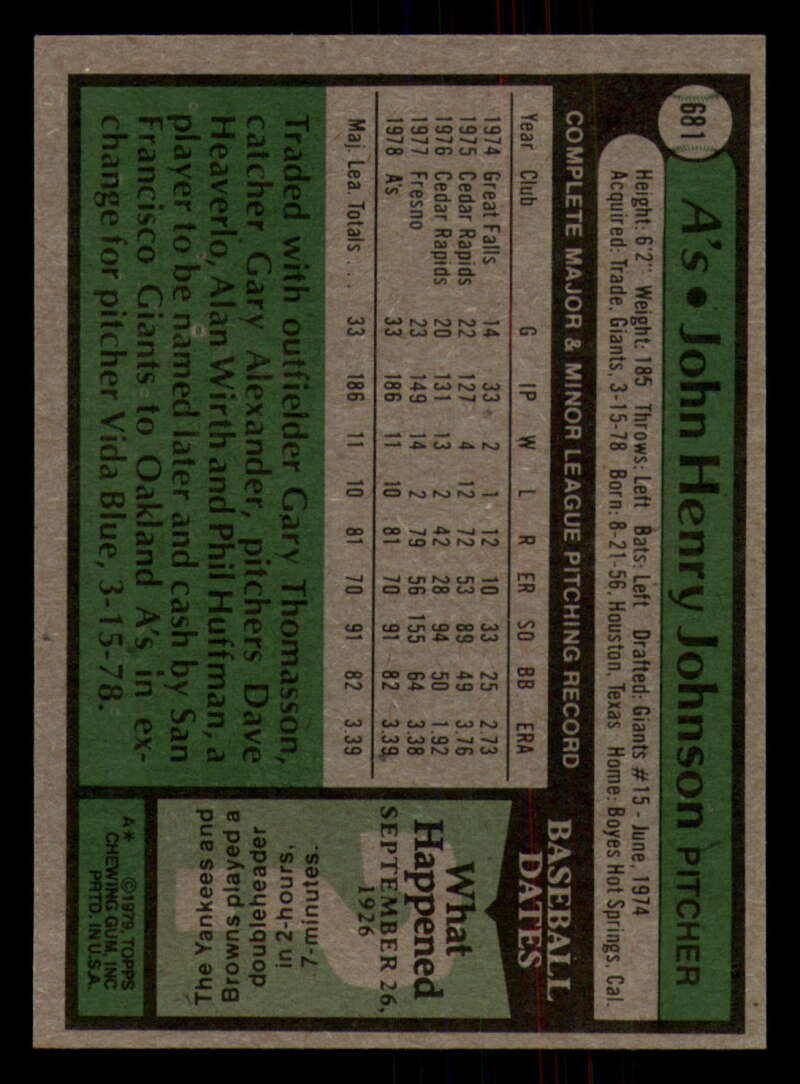 681
A's • John Henry Johnson PITCHER
Height: 6'2" Weight: 185 Throws: Left Bats: Left Drafted: Giants #15 - June, 1974
Acquired: Trade, Giants, 3-15-78 Born: 8-21-56, Houston, Texas Home: Boyes Hot Springs, Cal.
COMPLETE MAJOR & MINOR LEAGUE PITCHING RECORD
Year Club G IP W L R ER SO BB ERA
1974 Great Falls 14 33 2 1 12 10 33 25 2.73
1975 Cedar Rapids 22 127 4 12 72 53 89 49 3.76
1976 Cedar Rapids 20 131 13 2 42 28 94 50 1.92
1977 Fresno 23 149 14 2 79 56 155 64 3.38
1978 A's 33 186 11 10 81 70 91 82 3.39
Maj. Lea. Totals . . . 33 186 11 10 81 70 91 82 3.39
Traded with outfielder Gary Thomasson,
catcher Gary Alexander, pitchers Dave
Heaverlo, Alan Wirth and Phil Huffman, a
player to be named later and cash by San
Francisco Giants to Oakland A's in ex-
change for pitcher Vida Blue, 3-15-78.
BASEBALL
DATES
What
Happened
SEPTEMBER 26,
1926
The Yankees and
Browns played a
doubleheader
in 2-hours,
7-minutes.
A* ©1979, TOPPS
CHEWING GUM, INC
PRTD. IN U.S.A.